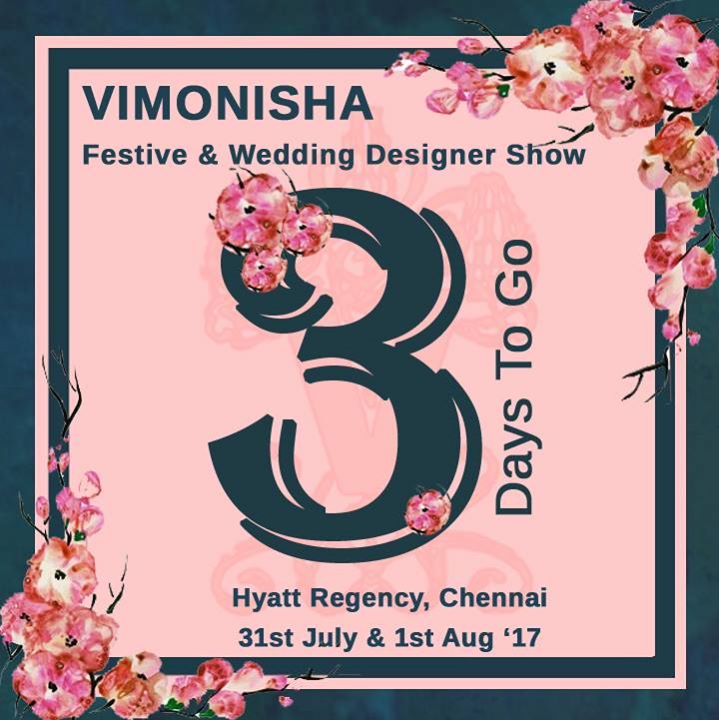 VIMONISHA
Festive & Wedding Designer Show
3
Days To Go
Hyatt Regency, Chennai
31st July & 1st Aug ‘17